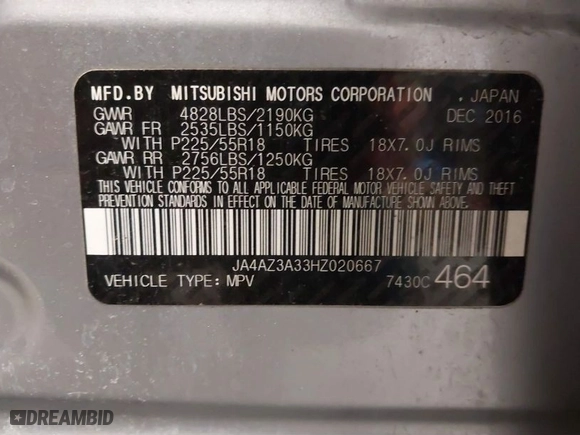 MFD.BY MITSUBISHI MOTORS CORPORATION . JAPAN
GVWR 4828LBS/2190KG DEC 2016
GAWR FR 2535LBS/1150KG
WITH P225/55R18 TIRES 18X7.0J RIMS
GAWR RR 2756LBS/1250KG
WITH P225/55R18 TIRES 18X7.0J RIMS
THIS VEHICLE CONFORMS TO ALL APPLICABLE FEDERAL MOTOR VEHICLE SAFETY AND THEFT
PREVENTION STANDARDS IN EFFECT ON THE DATE OF MANUFACTURE SHOWN ABOVE.
JA4AZ3A33HZ020667
VEHICLE TYPE: MPV 7430C 464
DREAMBID